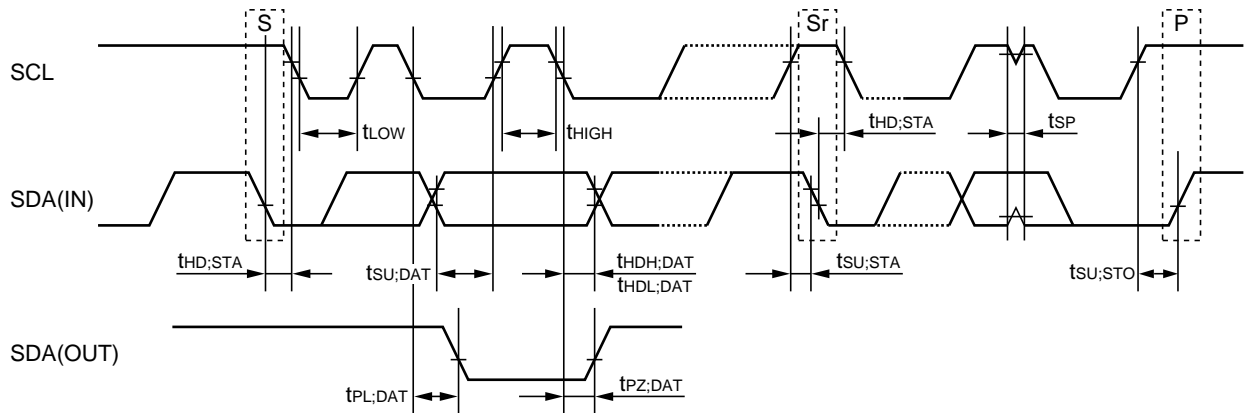 S Sr P
SCL
tLOW tHIGH tHD;STA tSP
SDA(IN)
tHD;STA tSU;DAT tHDH;DAT tSU;STA tSU;STO
tHDL;DAT
SDA(OUT)
tPL;DAT tPZ;DAT